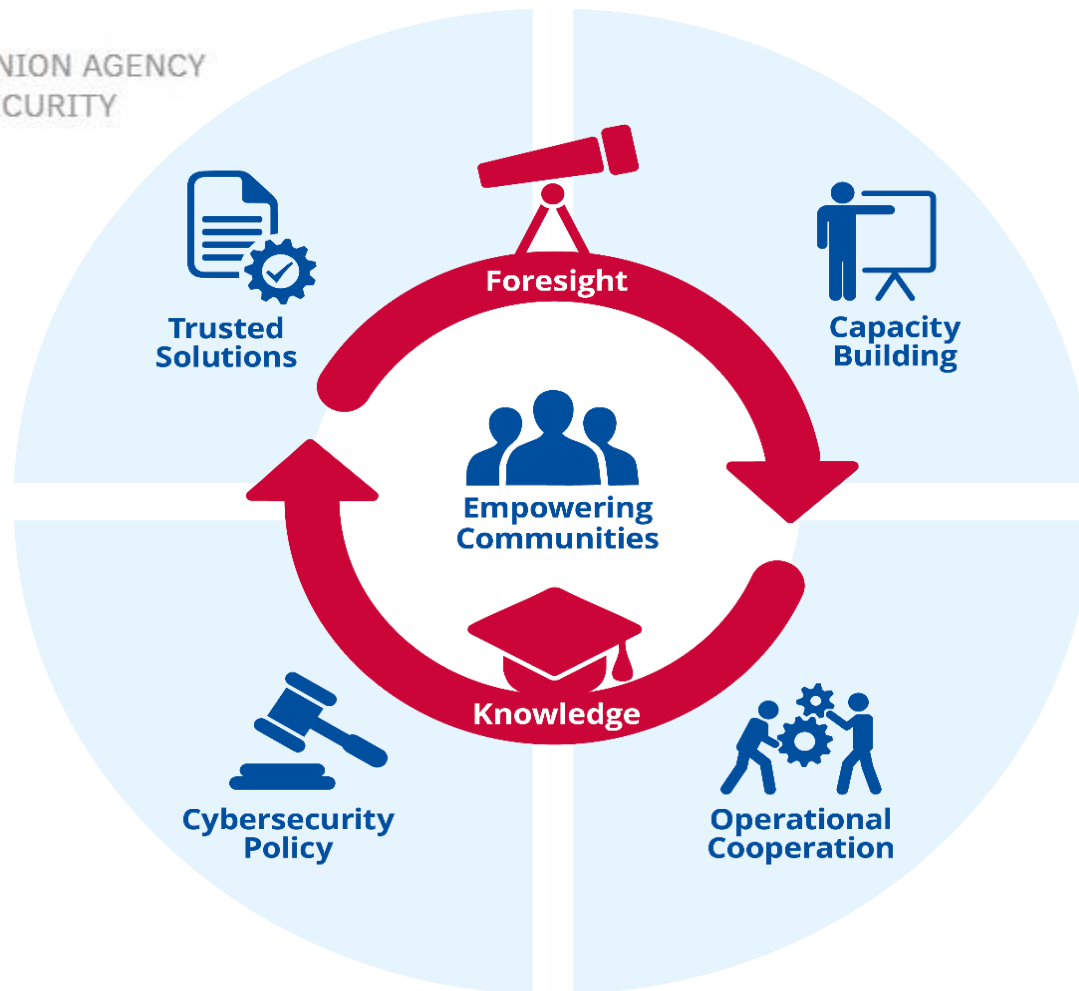 NION AGENCY
CURITY
Foresight
Trusted
Solutions
Capacity
Building
Empowering
Communities
Knowledge
Cybersecurity
Policy
Operational
Cooperation